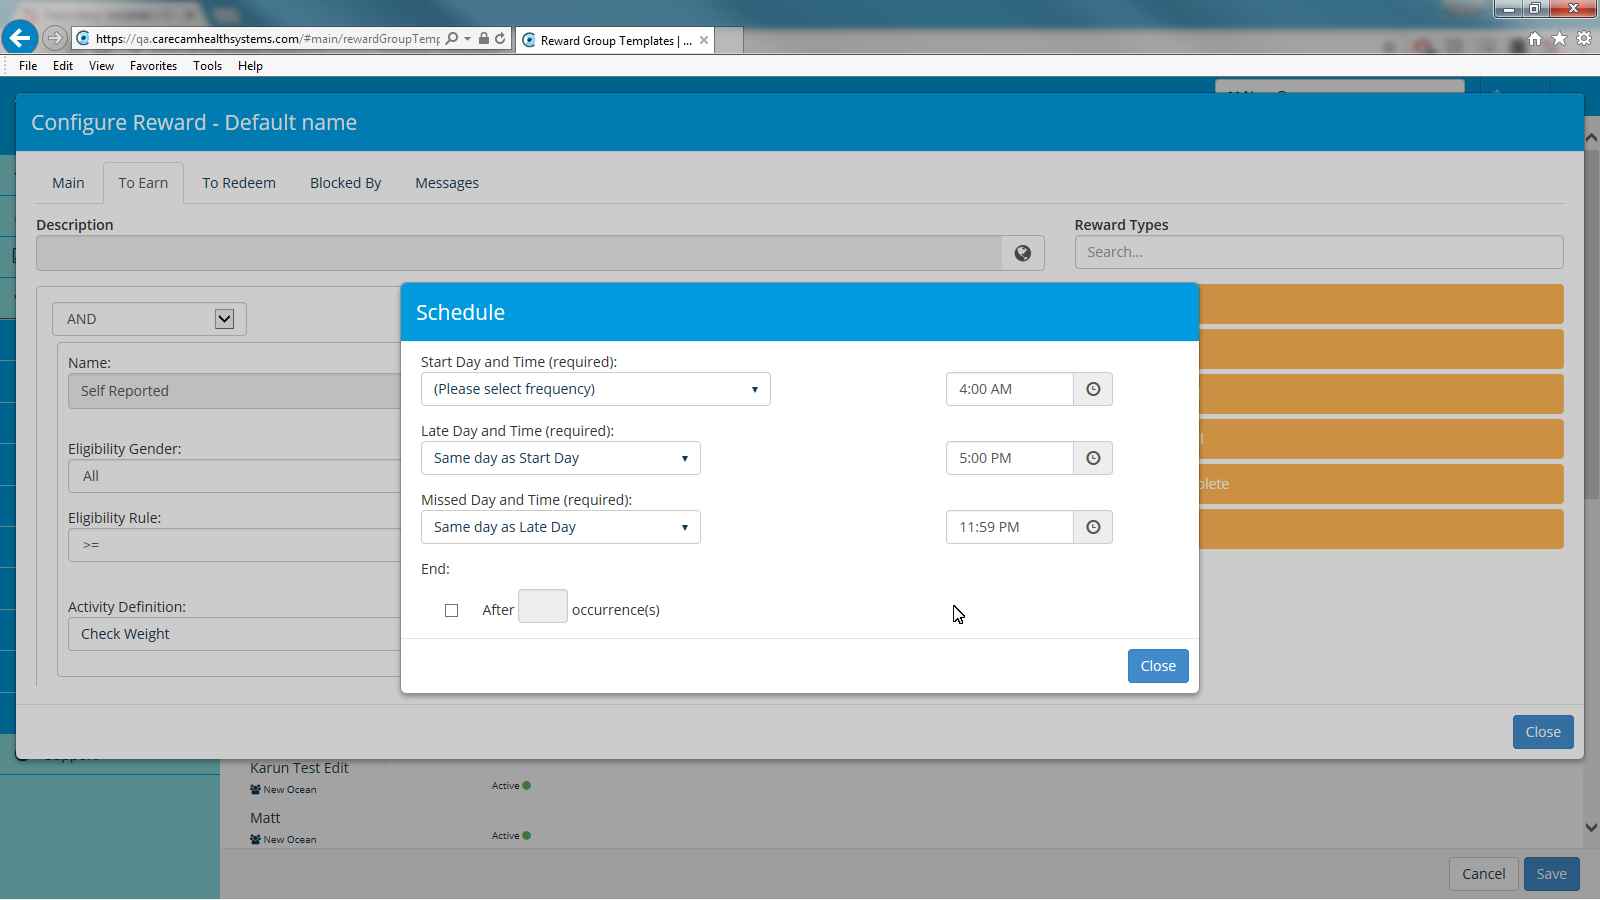 https://qa.carecamhealthsystems.com/#main/rewardGroupTemp
Reward Group Templates | ...
File Edit View Favorites Tools Help
Configure Reward - Default name
Main To Earn To Redeem Blocked By Messages
Description
Reward Types
Search...
AND
Name:
Self Reported
Eligibility Gender:
All
Eligibility Rule:
>=
Activity Definition:
Check Weight
Schedule
Start Day and Time (required):
(Please select frequency) 4:00 AM
Late Day and Time (required):
Same day as Start Day 5:00 PM
Missed Day and Time (required):
Same day as Late Day 11:59 PM
End:
After occurrence(s)
Close
Close
Karun Test Edit
New Ocean Active
Matt
New Ocean Active
Cancel Save